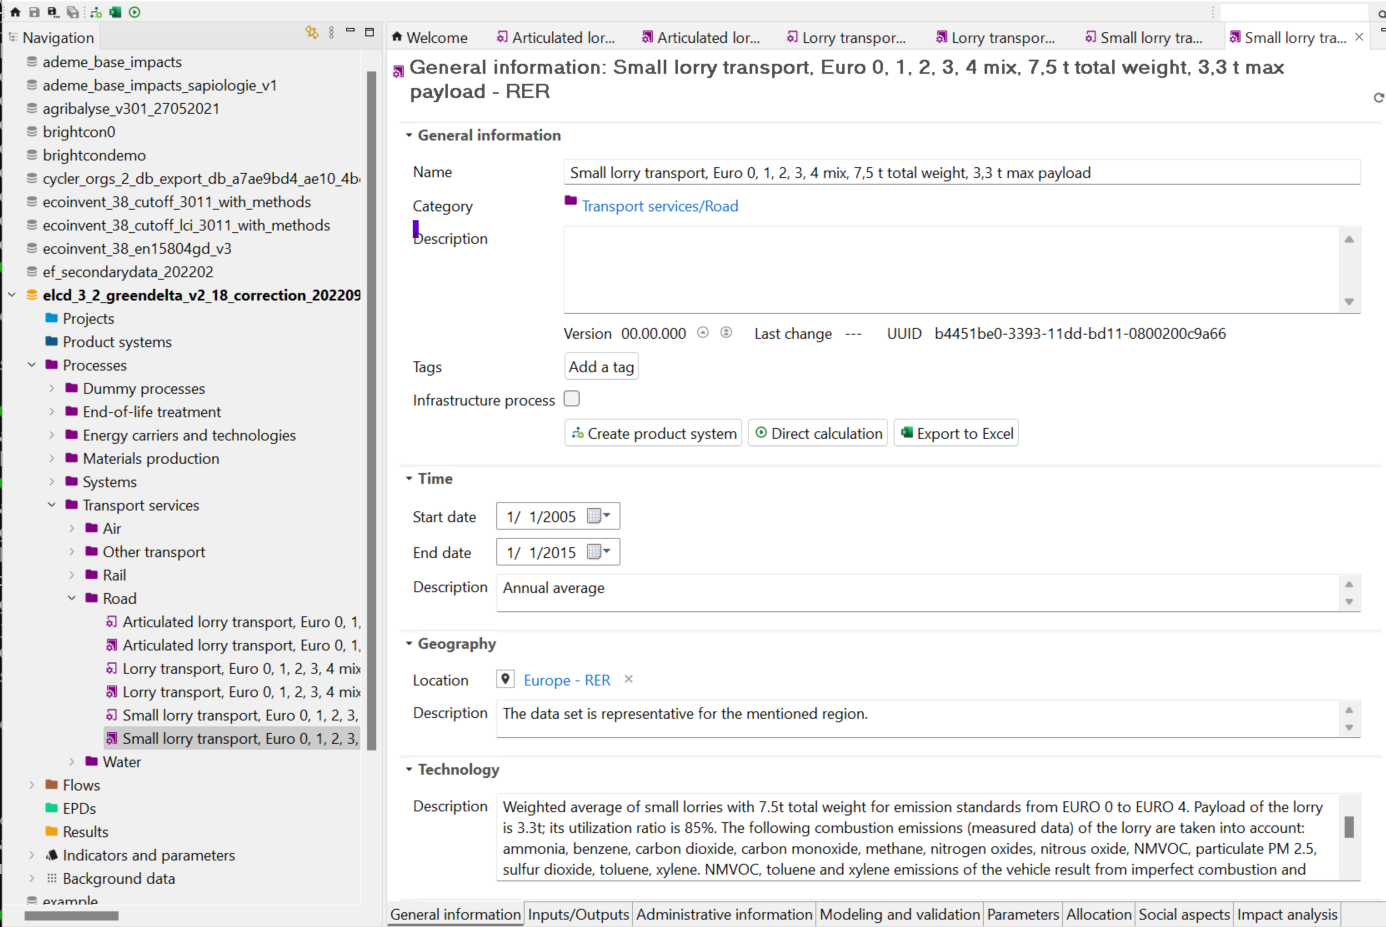 Navigation
ademe_base_impacts
ademe_base_impacts_sapiologie_v1
agribalyse_v301_27052021
brightcon0
brightcondemo
cycler_orgs_2_db_export_db_a7ae9bd4_ae10_4b
ecoinvent_38_cutoff_3011_with_methods
ecoinvent_38_cutoff_lci_3011_with_methods
ecoinvent_38_en15804gd_v3
ef_secondarydata_202202
elcd_3_2_greendelta_v2_18_correction_202209
Projects
Product systems
Processes
Dummy processes
End-of-life treatment
Energy carriers and technologies
Materials production
Systems
Transport services
Air
Other transport
Rail
Road
Articulated lorry transport, Euro 0, 1,
Articulated lorry transport, Euro 0, 1,
Lorry transport, Euro 0, 1, 2, 3, 4 mix
Lorry transport, Euro 0, 1, 2, 3, 4 mix
Small lorry transport, Euro 0, 1, 2, 3,
Small lorry transport, Euro 0, 1, 2, 3,
Water
Flows
EPDs
Results
Indicators and parameters
Background data
example
Welcome
Articulated lor...
Articulated lor...
Lorry transpor...
Lorry transpor...
Small lorry tra...
Small lorry tra...
General information: Small lorry transport, Euro 0, 1, 2, 3, 4 mix, 7,5 t total weight, 3,3 t max
payload - RER
General information
Name Small lorry transport, Euro 0, 1, 2, 3, 4 mix, 7,5 t total weight, 3,3 t max payload
Category Transport services/Road
Description
Version 00.00.000 Last change --- UUID b4451be0-3393-11dd-bd11-0800200c9a66
Tags Add a tag
Infrastructure process
Create product system Direct calculation Export to Excel
Time
Start date 1/ 1/2005
End date 1/ 1/2015
Description Annual average
Geography
Location Europe - RER
Description The data set is representative for the mentioned region.
Technology
Description Weighted average of small lorries with 7.5t total weight for emission standards from EURO 0 to EURO 4. Payload of the lorry
is 3.3t; its utilization ratio is 85%. The following combustion emissions (measured data) of the lorry are taken into account:
ammonia, benzene, carbon dioxide, carbon monoxide, methane, nitrogen oxides, nitrous oxide, NMVOC, particulate PM 2.5,
sulfur dioxide, toluene, xylene. NMVOC, toluene and xylene emissions of the vehicle result from imperfect combustion and
General information Inputs/Outputs Administrative information Modeling and validation Parameters Allocation Social aspects Impact analysis